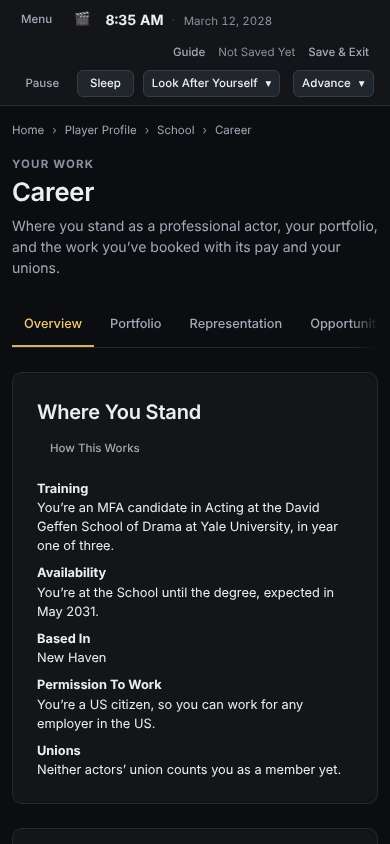 Menu 🎬 8:35 AM · March 12, 2028
Guide Not Saved Yet Save & Exit
Pause Sleep Look After Yourself ▾ Advance ▾
Home › Player Profile › School › Career
YOUR WORK
Career
Where you stand as a professional actor, your portfolio,
and the work you’ve booked with its pay and your
unions.
Overview Portfolio Representation Opportunit
Where You Stand
How This Works
Training
You’re an MFA candidate in Acting at the David
Geffen School of Drama at Yale University, in year
one of three.
Availability
You’re at the School until the degree, expected in
May 2031.
Based In
New Haven
Permission To Work
You’re a US citizen, so you can work for any
employer in the US.
Unions
Neither actors’ union counts you as a member yet.